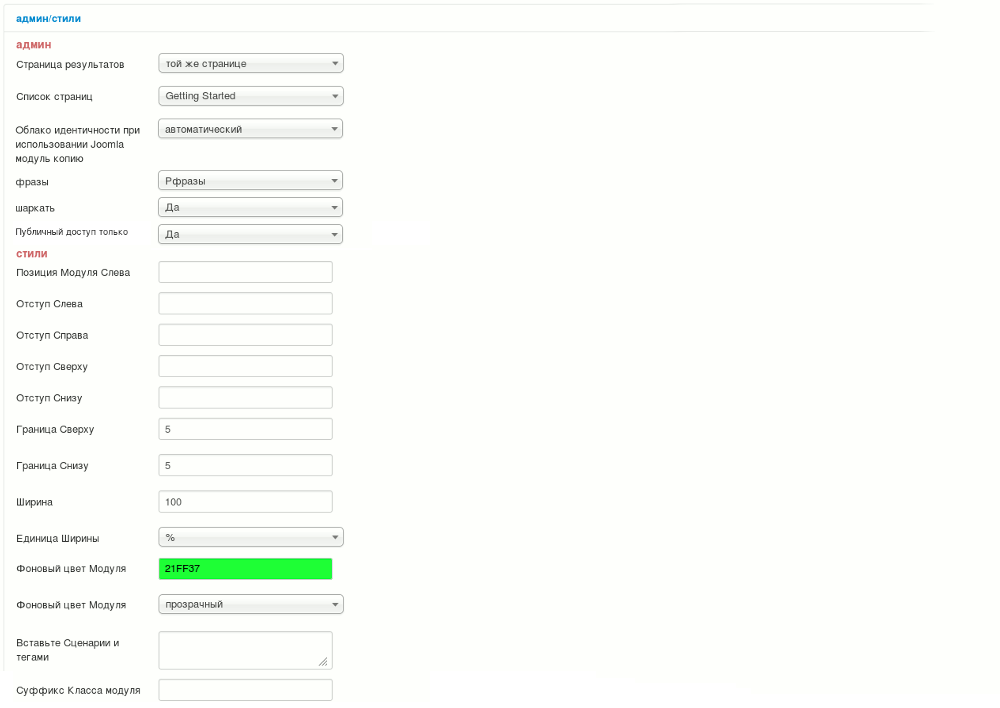 админ/стили
админ
Страница результатов
той же странице
Список страниц
Getting Started
Облако идентичности при
использовании Joomla
модуль копию
автоматический
фразы
Рфразы
шаркать
Да
Публичный доступ только
Да
стили
Позиция Модуля Слева
Отступ Слева
Отступ Справа
Отступ Сверху
Отступ Снизу
Граница Сверху
5
Граница Снизу
5
Ширина
100
Единица Ширины
%
Фоновый цвет Модуля
21FF37
Фоновый цвет Модуля
прозрачный
Вставьте Сценарии и
тегами
Суффикс Класса модуля